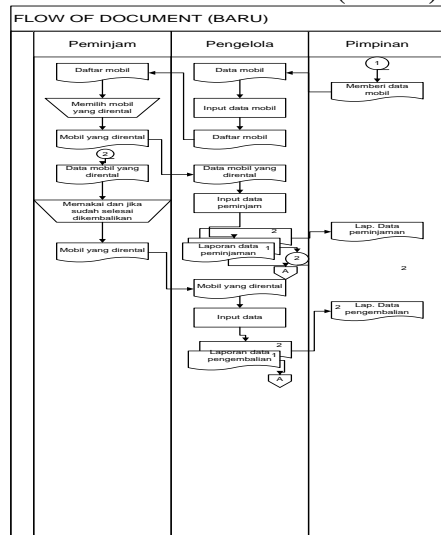 FLOW OF DOCUMENT (BARU)
Peminjam
Pengelola
Pimpinan
Daftar mobil
Memilih mobil
yang dirental
Mobil yang dirental
2
Data mobil yang
dirental
Memakai dan jika
sudah selesai
dikembalikan
Mobil yang dirental
Data mobil
Input data mobil
Daftar mobil
Data mobil yang
dirental
Input data
peminjam
2
Laporan data
peminjaman
1
2
A
Mobil yang dirental
Input data
2
Laporan data
pengembalian
1
A
1
Memberi data
mobil
Lap. Data
peminjaman
2
2
Lap. Data
pengembalian